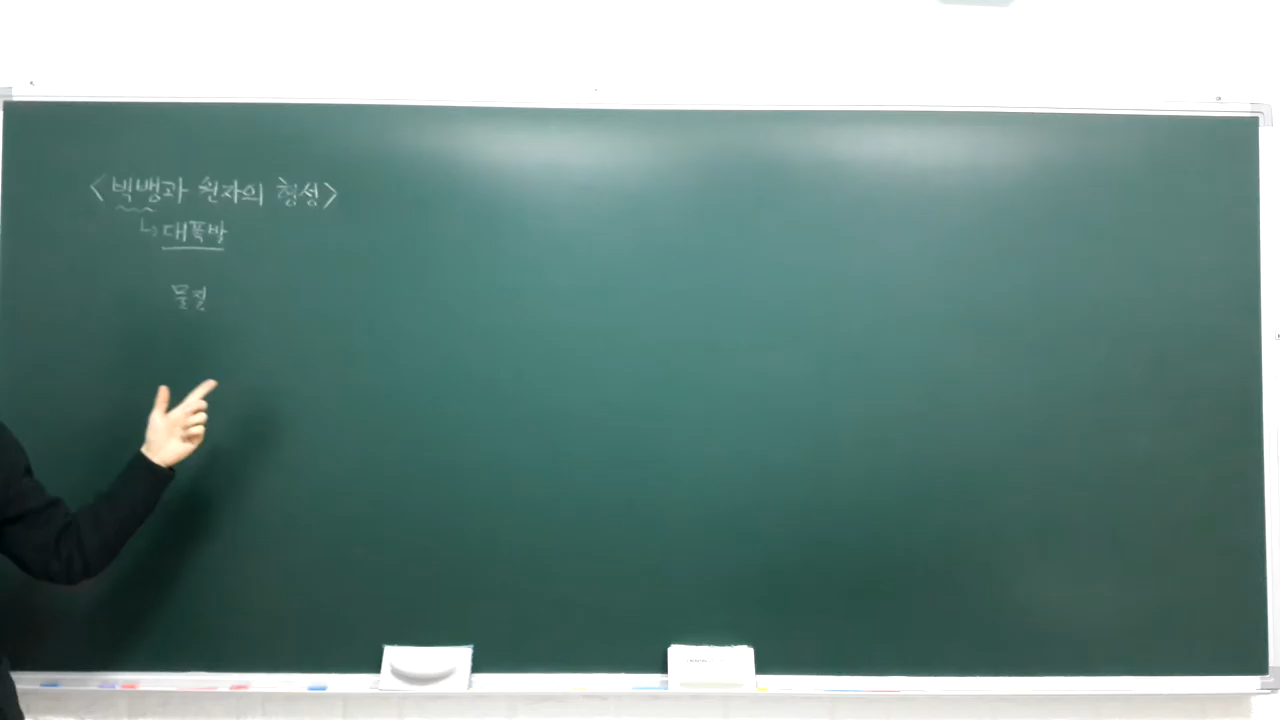 <빅뱅과 원자의 형성>
↳ 대폭발
물질